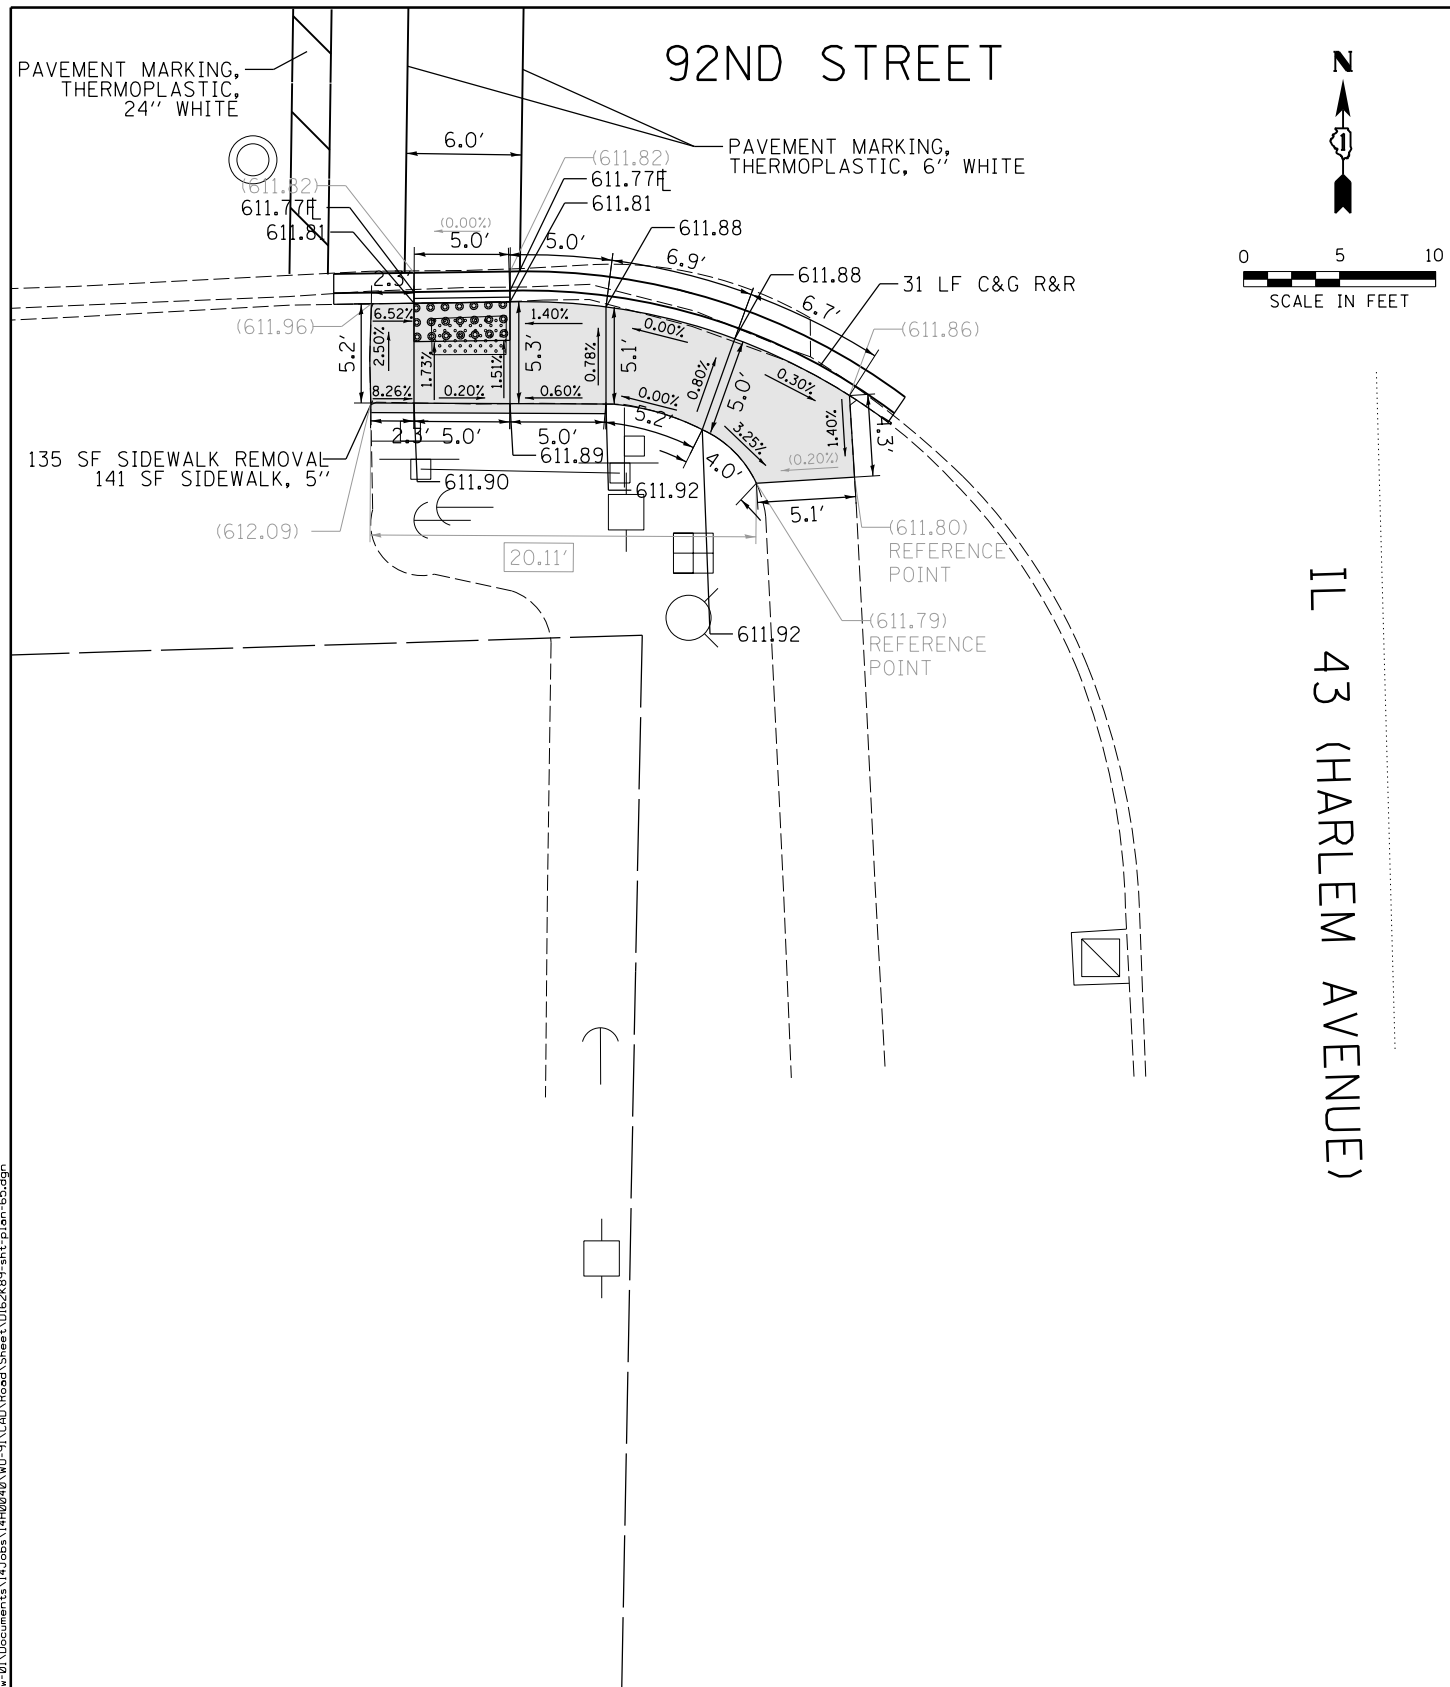 92ND STREET
N
PAVEMENT MARKING,
THERMOPLASTIC,
24" WHITE
PAVEMENT MARKING,
THERMOPLASTIC, 6" WHITE
6.0'
(611.82)
611.77FL
611.81
(611.82)
611.77FL
611.81
(0.00%)
5.0'
5.0'
611.88
6.9'
611.88
6.7'
31 LF C&G R&R
0 5 10
SCALE IN FEET
(611.96)
(611.86)
6.52%
1.40%
0.00%
5.2'
2.50%
1.73%
1.51%
5.3'
0.78%
5.1'
0.80%
5.0'
0.30%
8.26%
0.20%
0.60%
0.00%
3.25%
1.40%
4.3'
(0.20%)
2.3'
5.0'
5.0'
5.2'
4.0'
5.1'
135 SF SIDEWALK REMOVAL
141 SF SIDEWALK, 5"
611.89
611.90
611.92
(612.09)
20.11'
(611.80)
REFERENCE
POINT
(611.79)
REFERENCE
POINT
611.92
IL 43 (HARLEM AVENUE)